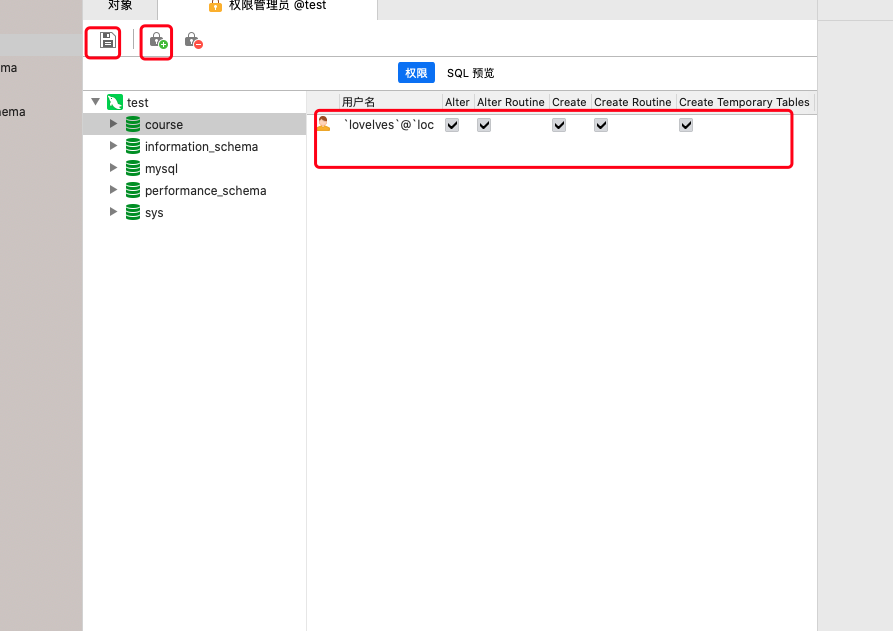 对象
权限管理员 @test
权限 SQL 预览
ma
ema
test
course
information_schema
mysql
performance_schema
sys
用户名 Alter Alter Routine Create Create Routine Create Temporary Tables
`lovelves`@`loc